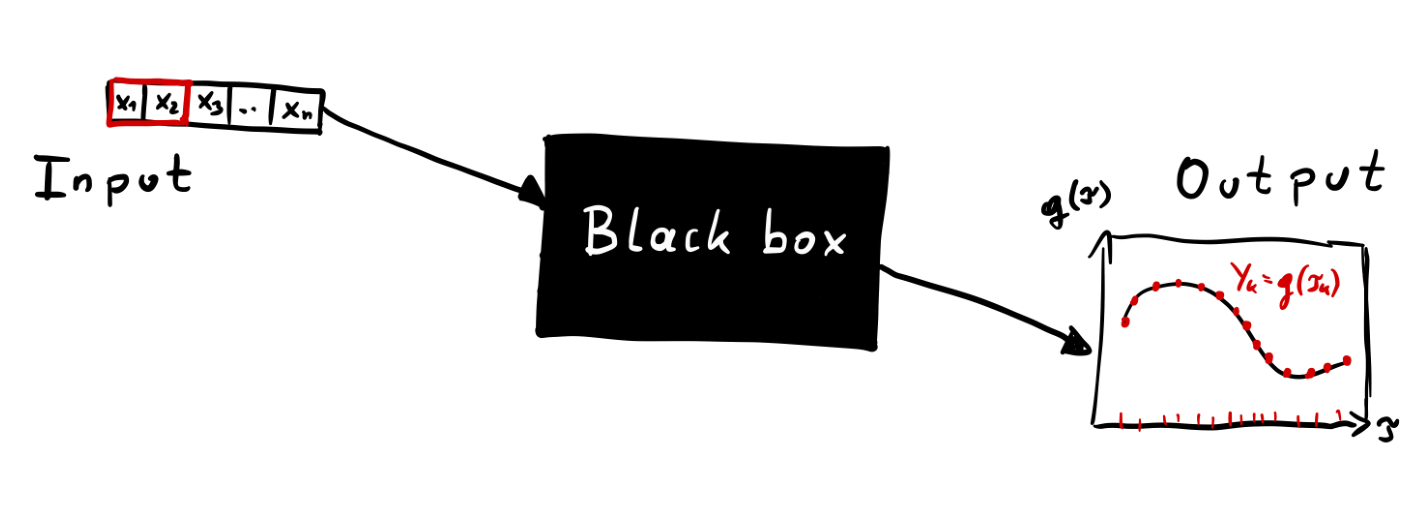 x₁ x₂ x₃ .. xₙ
Input
Black box
Output
g(x)
Yₖ = g(xₖ)
x